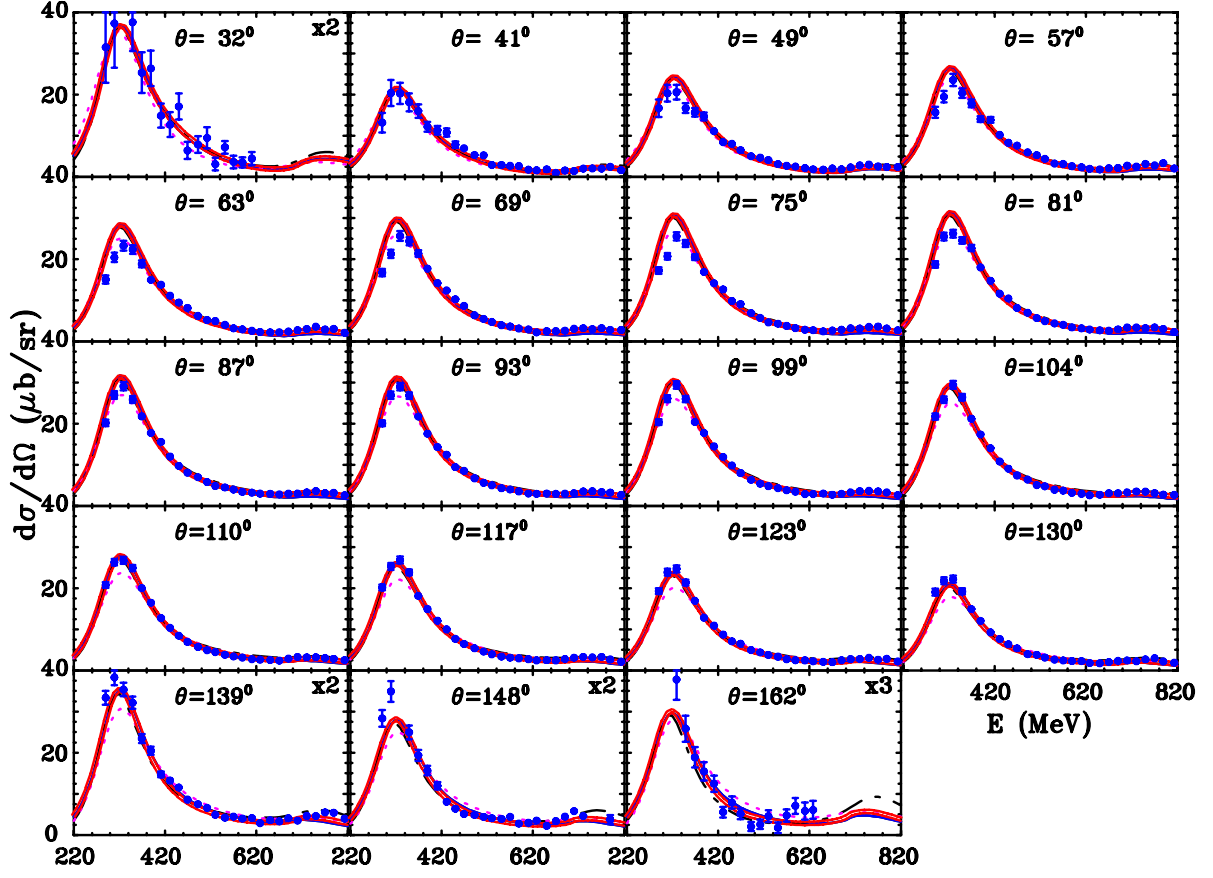 40
x2
θ= 32⁰
θ= 41⁰
θ= 49⁰
θ= 57⁰
20
40
θ= 63⁰
θ= 69⁰
θ= 75⁰
θ= 81⁰
20
40
θ= 87⁰
θ= 93⁰
θ= 99⁰
θ=104⁰
20
40
θ=110⁰
θ=117⁰
θ=123⁰
θ=130⁰
20
40
420 620 820
E (MeV)
x2
θ=139⁰
x2
θ=148⁰
x3
θ=162⁰
20
0
220 420 620 220 420 620 220 420 620 820
dσ/dΩ (μb/sr)